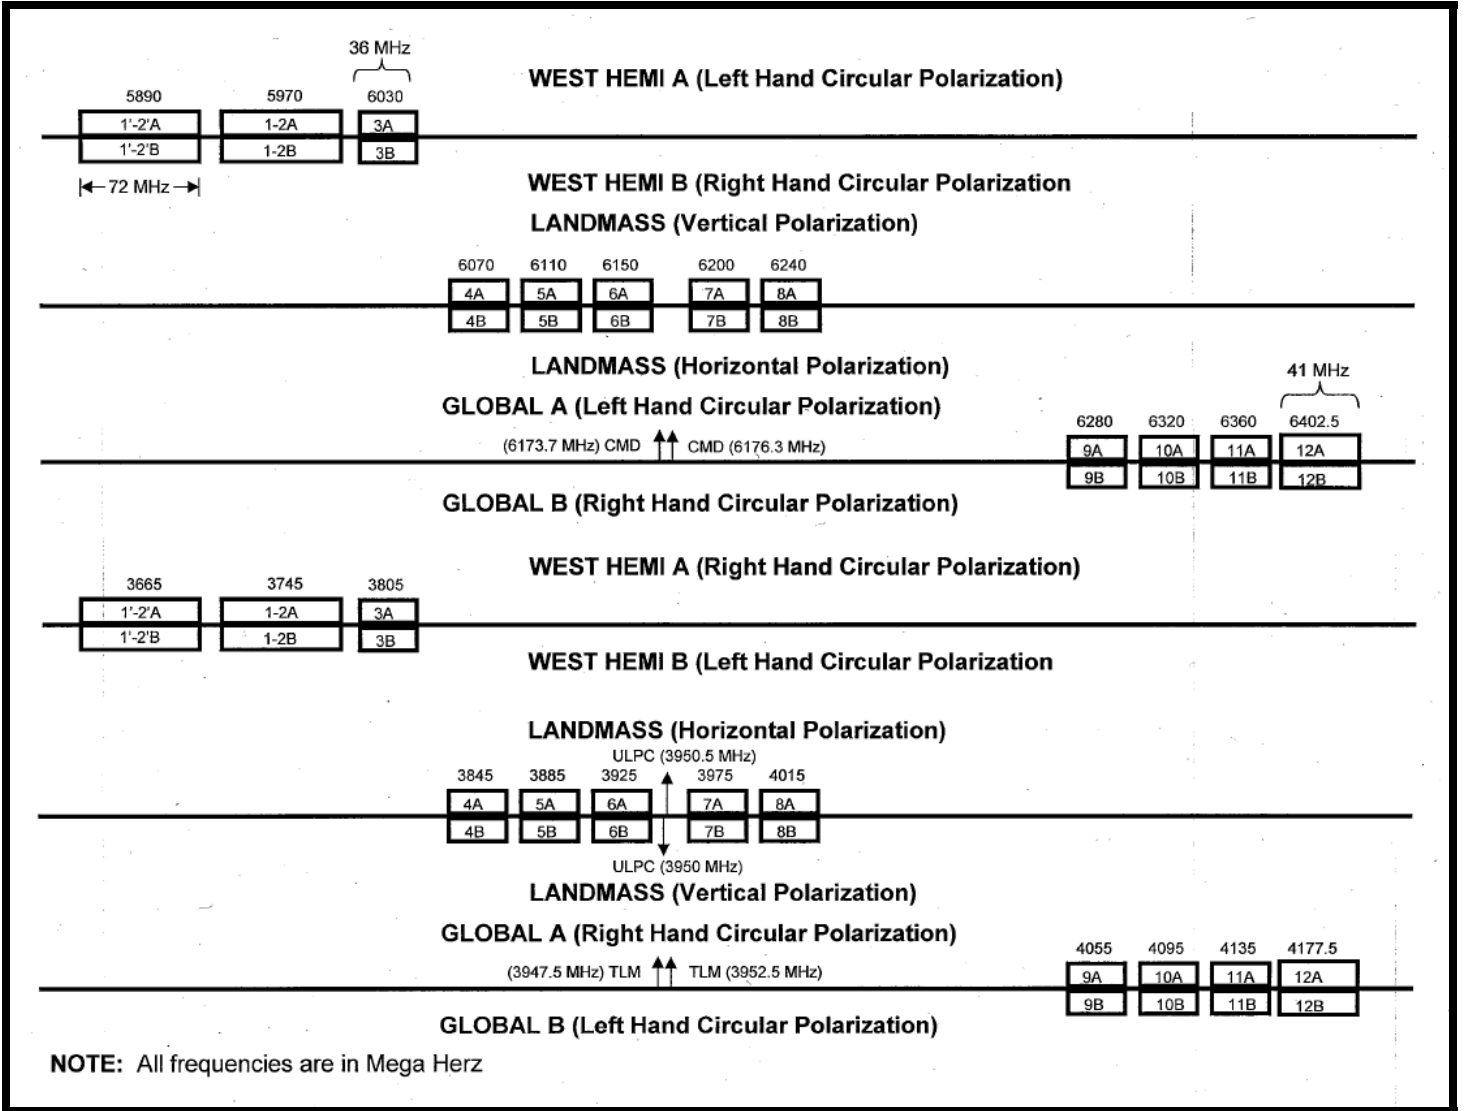 36 MHz
WEST HEMI A (Left Hand Circular Polarization)
5890 5970 6030
1'-2'A 1-2A 3A
1'-2'B 1-2B 3B
72 MHz
WEST HEMI B (Right Hand Circular Polarization
LANDMASS (Vertical Polarization)
6070 6110 6150 6200 6240
4A 5A 6A 7A 8A
4B 5B 6B 7B 8B
LANDMASS (Horizontal Polarization)
41 MHz
GLOBAL A (Left Hand Circular Polarization)
6280 6320 6360 6402.5
(6173.7 MHz) CMD CMD (6176.3 MHz)
9A 10A 11A 12A
9B 10B 11B 12B
GLOBAL B (Right Hand Circular Polarization)
WEST HEMI A (Right Hand Circular Polarization)
3665 3745 3805
1'-2'A 1-2A 3A
1'-2'B 1-2B 3B
WEST HEMI B (Left Hand Circular Polarization
LANDMASS (Horizontal Polarization)
ULPC (3950.5 MHz)
3845 3885 3925 3975 4015
4A 5A 6A 7A 8A
4B 5B 6B 7B 8B
ULPC (3950 MHz)
LANDMASS (Vertical Polarization)
GLOBAL A (Right Hand Circular Polarization)
4055 4095 4135 4177.5
(3947.5 MHz) TLM TLM (3952.5 MHz)
9A 10A 11A 12A
9B 10B 11B 12B
GLOBAL B (Left Hand Circular Polarization)
NOTE: All frequencies are in Mega Herz